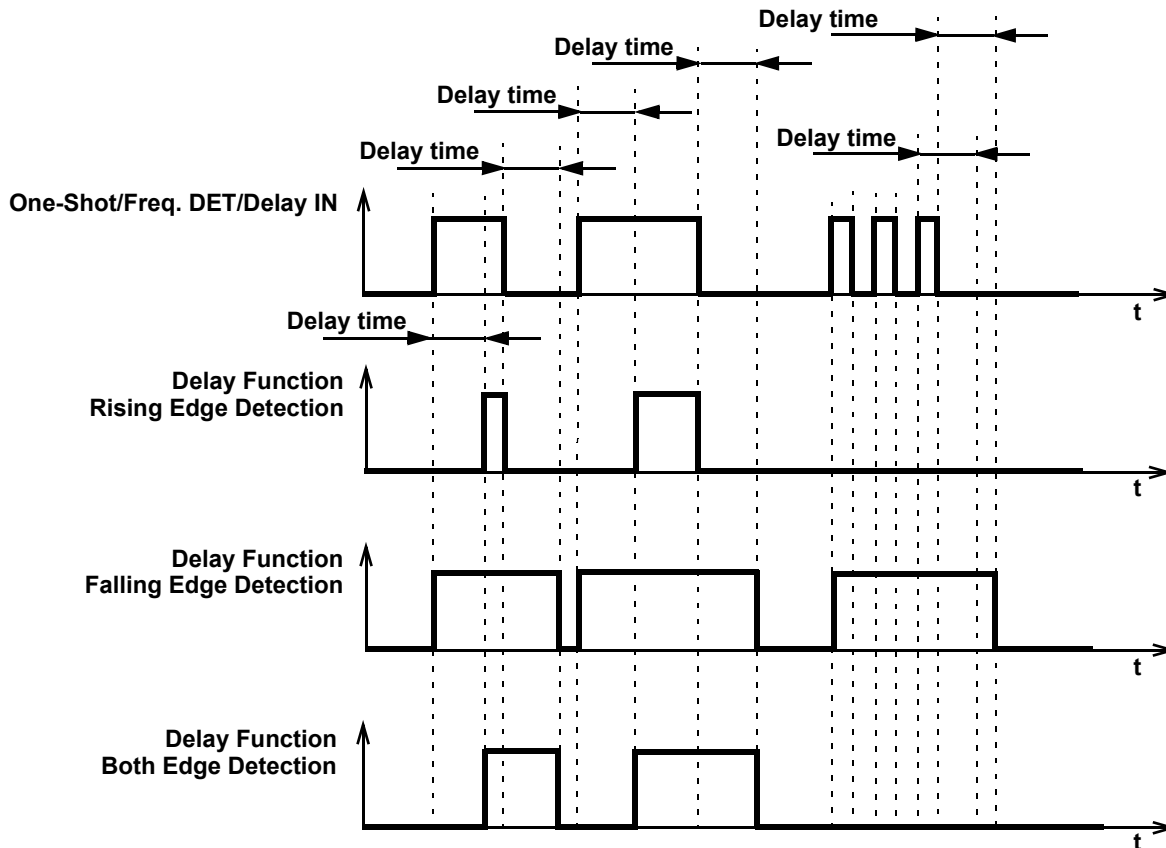 Delay time
Delay time
Delay time
Delay time
Delay time
One-Shot/Freq. DET/Delay IN
t
Delay time
Delay Function
Rising Edge Detection
t
Delay Function
Falling Edge Detection
t
Delay Function
Both Edge Detection
t